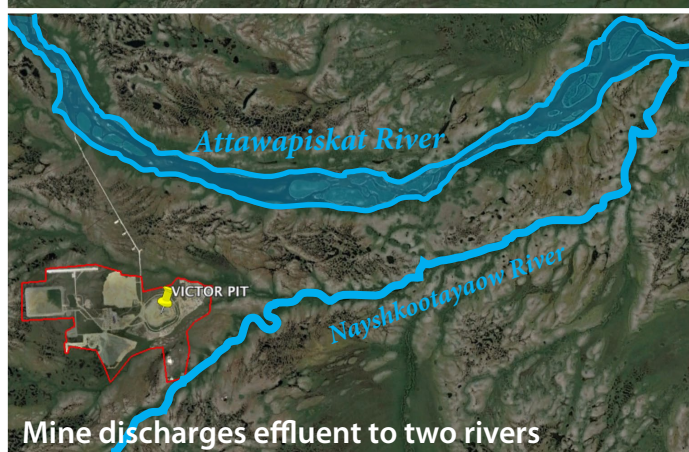 Attawapiskat River
VICTOR PIT
Nayshkootayaow River
Mine discharges effluent to two rivers